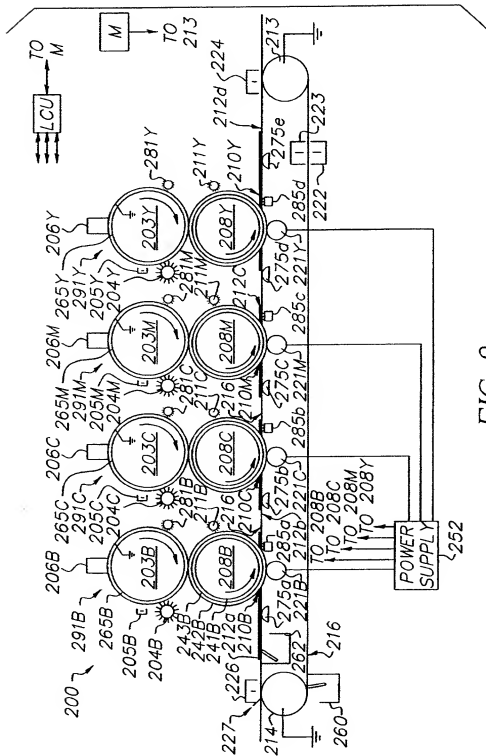 TO M
LCU
M
TO 213
200
206B
206C
206M
206Y
291B
265B
265C
291C
265M
291M
265Y
291Y
205B
204B
205C
204C
205M
204M
205Y
204Y
203B
203C
203M
203Y
281B
281C
281M
281Y
211B
211C
211M
211Y
243B
242B
241B
208B
208C
208M
208Y
216
216
210B
210C
210M
210Y
212a
212b
212C
212d
226
227
224
213
214
262
260
216
275a
275b
275C
275d
275e
285a
285b
285c
285d
221B
221C
221M
221Y
222
223
TO 208B
TO 208C
TO 208M
TO 208Y
POWER
SUPPLY
252
FIG. 2